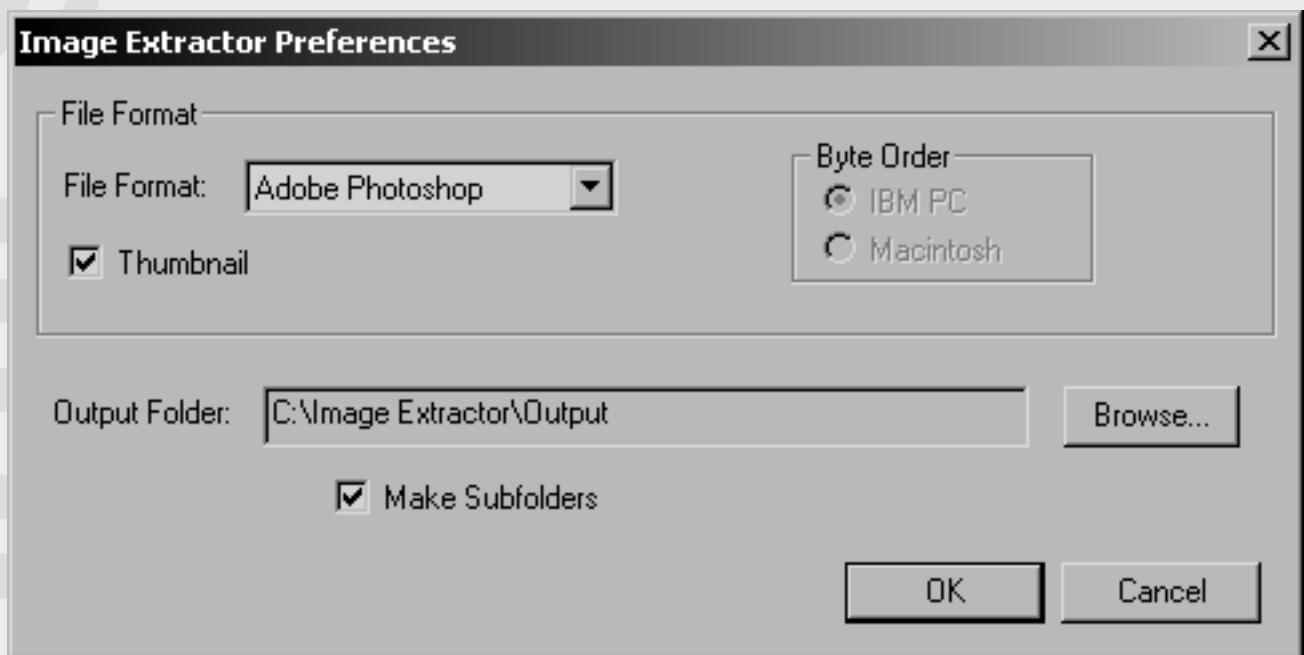 Image Extractor Preferences
File Format
File Format: Adobe Photoshop
Thumbnail
Byte Order
IBM PC
Macintosh
Output Folder: C:\Image Extractor\Output Browse...
Make Subfolders
OK Cancel